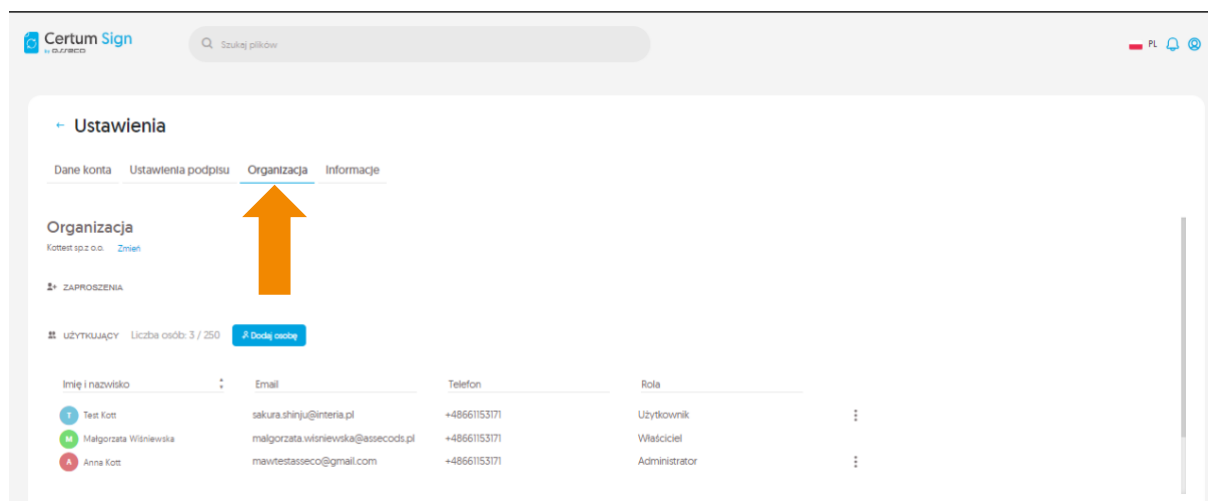 Certum Sign
by asseco
Szukaj plików
PL
← Ustawienia
Dane konta Ustawienia podpisu Organizacja Informacje
Organizacja
Kottest sp.z o.o. Zmień
ZAPROSZENIA
UŻYTKUJĄCY Liczba osób: 3 / 250 Dodaj osobę
Imię i nazwisko Email Telefon Rola
T Test Kott sakura.shinju@interia.pl +48661153171 Użytkownik
M Małgorzata Wiśniewska malgorzata.wisniewska@assecods.pl +48661153171 Właściciel
A Anna Kott mawtestasseco@gmail.com +48661153171 Administrator